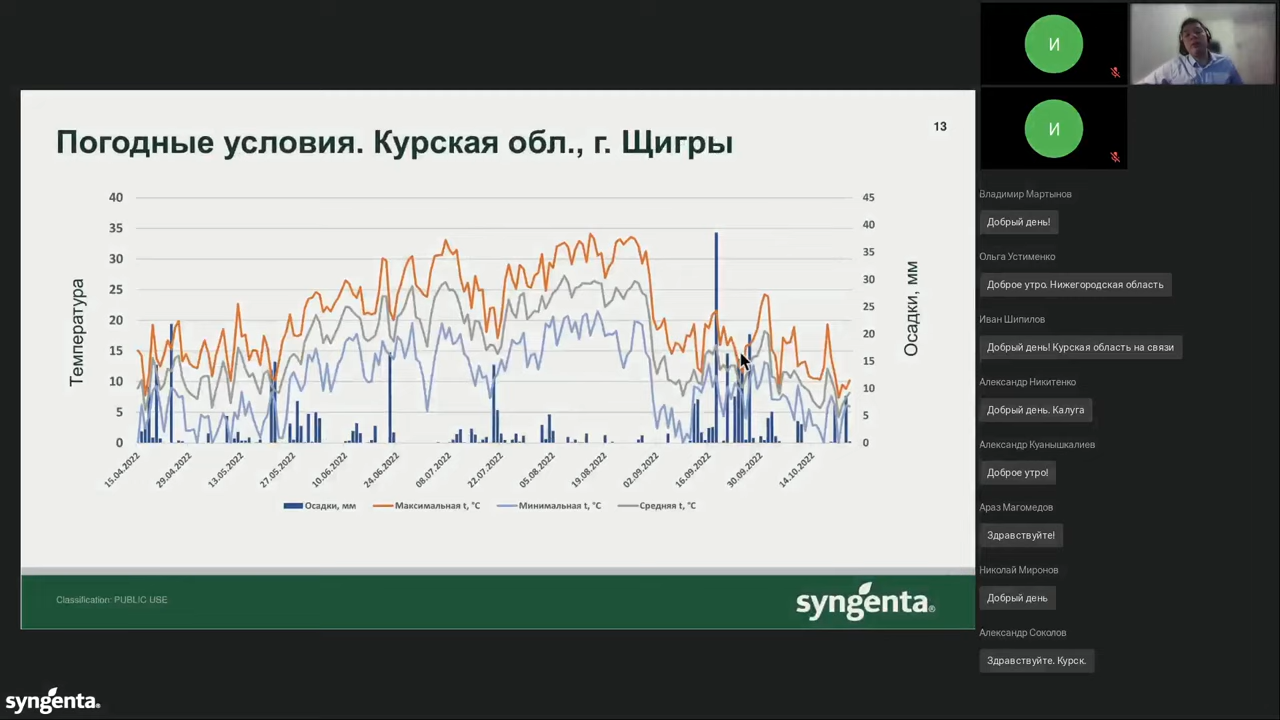 Погодные условия. Курская обл., г. Щигры
13
Температура
40
35
30
25
20
15
10
5
0
45
40
35
30
25
20
15
10
5
0
Осадки, мм
15.04.2022
29.04.2022
13.05.2022
27.05.2022
10.06.2022
24.06.2022
08.07.2022
22.07.2022
05.08.2022
19.08.2022
02.09.2022
16.09.2022
30.09.2022
14.10.2022
Осадки, мм
Максимальная t, °C
Минимальная t, °C
Средняя t, °C
Classification: PUBLIC USE
syngenta®
syngenta®
И
И
Владимир Мартынов
Добрый день!
Ольга Устименко
Доброе утро. Нижегородская область
Иван Шипилов
Добрый день! Курская область на связи
Александр Никитенко
Добрый день. Калуга
Александр Куанышкалиев
Доброе утро!
Араз Магомедов
Здравствуйте!
Николай Миронов
Добрый день
Александр Соколов
Здравствуйте. Курск.